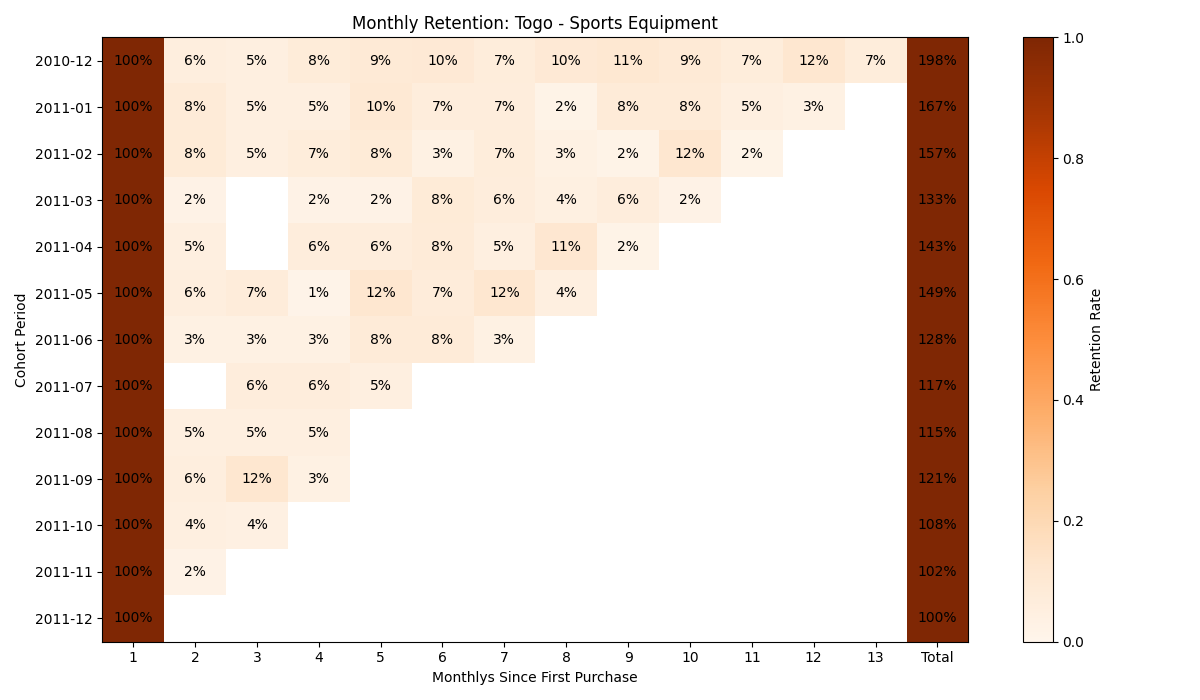 Monthly Retention: Togo - Sports Equipment
2010-12 100% 6% 5% 8% 9% 10% 7% 10% 11% 9% 7% 12% 7% 198%
2011-01 100% 8% 5% 5% 10% 7% 7% 2% 8% 8% 5% 3% 167%
2011-02 100% 8% 5% 7% 8% 3% 7% 3% 2% 12% 2% 157%
2011-03 100% 2% 2% 2% 8% 6% 4% 6% 2% 133%
2011-04 100% 5% 6% 6% 8% 5% 11% 2% 143%
2011-05 100% 6% 7% 1% 12% 7% 12% 4% 149%
2011-06 100% 3% 3% 3% 8% 8% 3% 128%
2011-07 100% 6% 6% 5% 117%
2011-08 100% 5% 5% 5% 115%
2011-09 100% 6% 12% 3% 121%
2011-10 100% 4% 4% 108%
2011-11 100% 2% 102%
2011-12 100% 100%
1 2 3 4 5 6 7 8 9 10 11 12 13 Total
Monthlys Since First Purchase
Cohort Period
1.0
0.8
0.6
0.4
0.2
0.0
Retention Rate